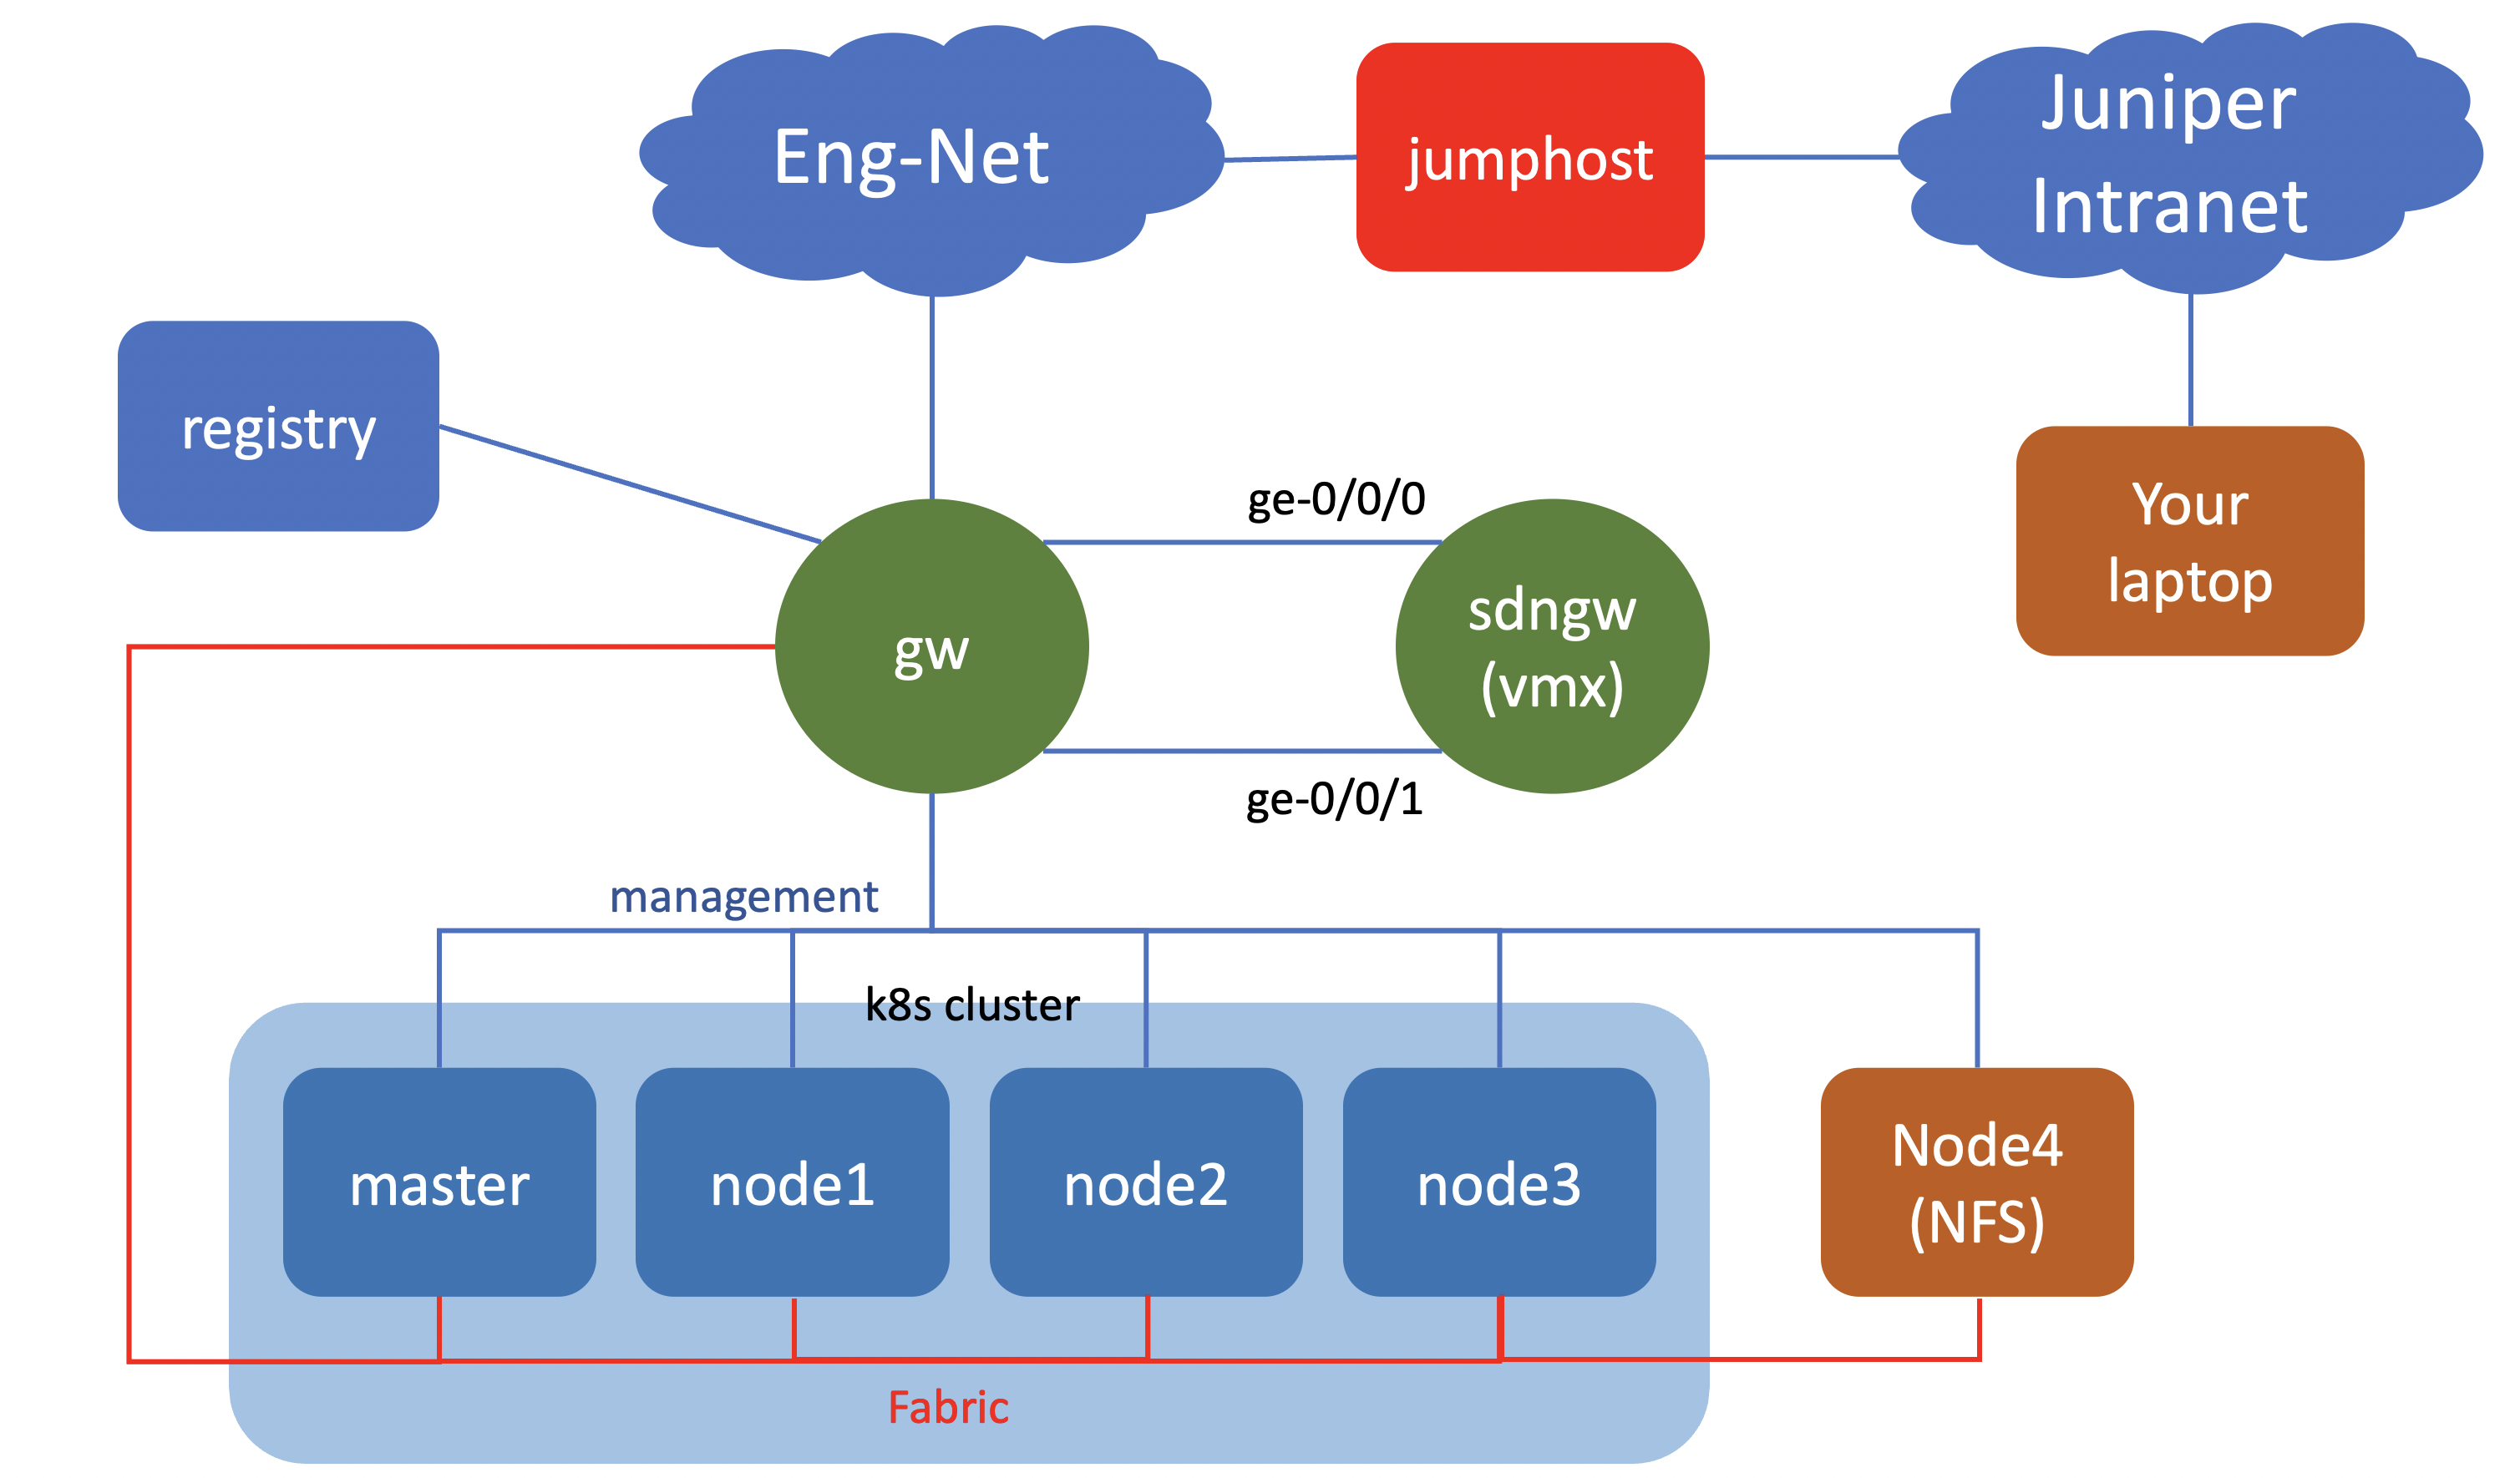 Eng-Net
jumphost
Juniper
Intranet
registry
ge-0/0/0
Your
laptop
gw
sdngw
(vmx)
ge-0/0/1
management
k8s cluster
master
node1
node2
node3
Node4
(NFS)
Fabric